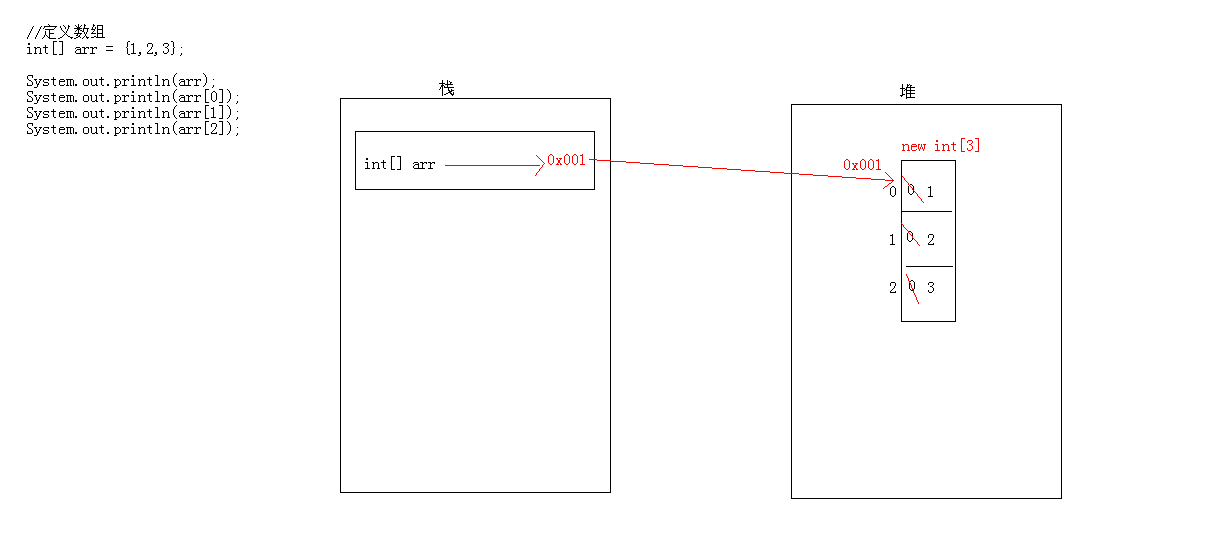 //定义数组
int[] arr = {1,2,3};
System.out.println(arr);
System.out.println(arr[0]);
System.out.println(arr[1]);
System.out.println(arr[2]);
栈
int[] arr 0x001
堆
new int[3]
0x001
0 0 1
1 0 2
2 0 3